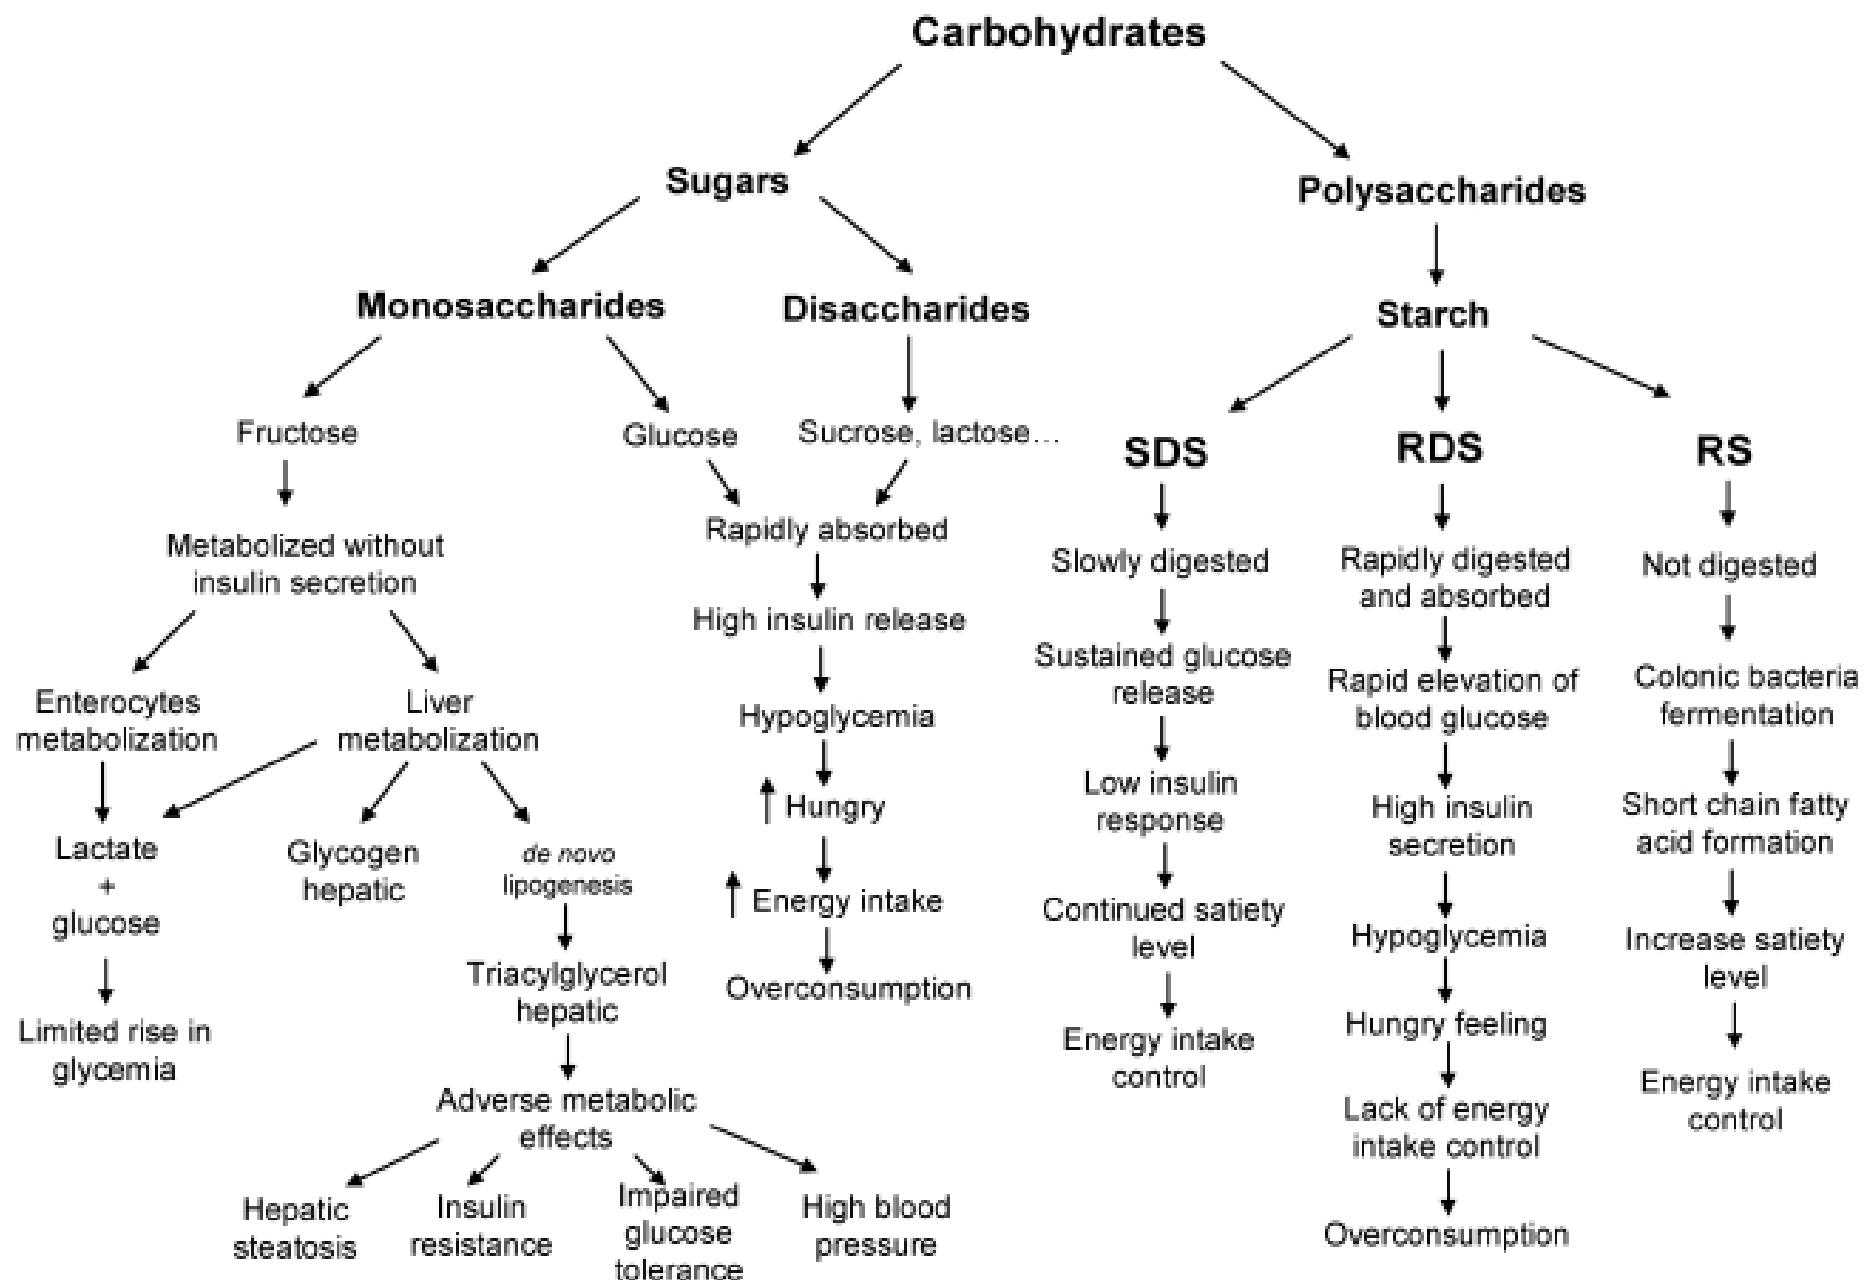 Carbohydrates
Sugars
Polysaccharides
Monosaccharides
Disaccharides
Starch
Fructose
Glucose
Sucrose, lactose...
SDS
RDS
RS
Metabolized without
insulin secretion
Enterocytes
metabolization
Liver
metabolization
Lactate
+
glucose
Limited rise in
glycemia
Glycogen
hepatic
de novo
lipogenesis
Triacylglycerol
hepatic
Adverse metabolic
effects
Hepatic
steatosis
Insulin
resistance
Impaired
glucose
tolerance
High blood
pressure
Rapidly absorbed
High insulin release
Hypoglycemia
↑ Hungry
↑ Energy intake
Overconsumption
Slowly digested
Sustained glucose
release
Low insulin
response
Continued satiety
level
Energy intake
control
Rapidly digested
and absorbed
Rapid elevation of
blood glucose
High insulin
secretion
Hypoglycemia
Hungry feeling
Lack of energy
intake control
Overconsumption
Not digested
Colonic bacteria
fermentation
Short chain fatty
acid formation
Increase satiety
level
Energy intake
control